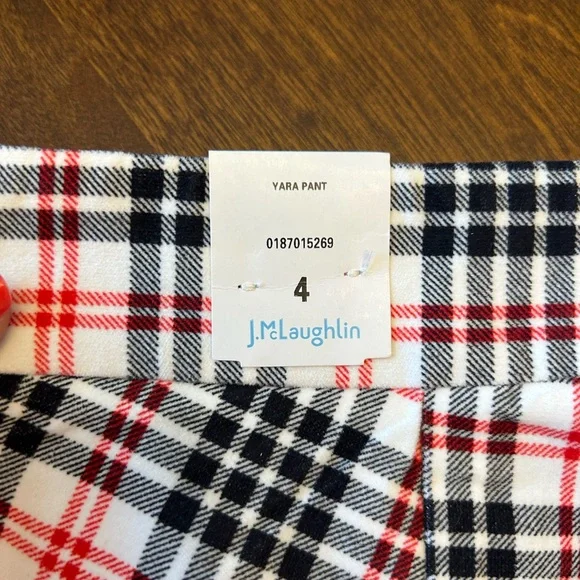 YARA PANT
0187015269
4
J.McLaughlin